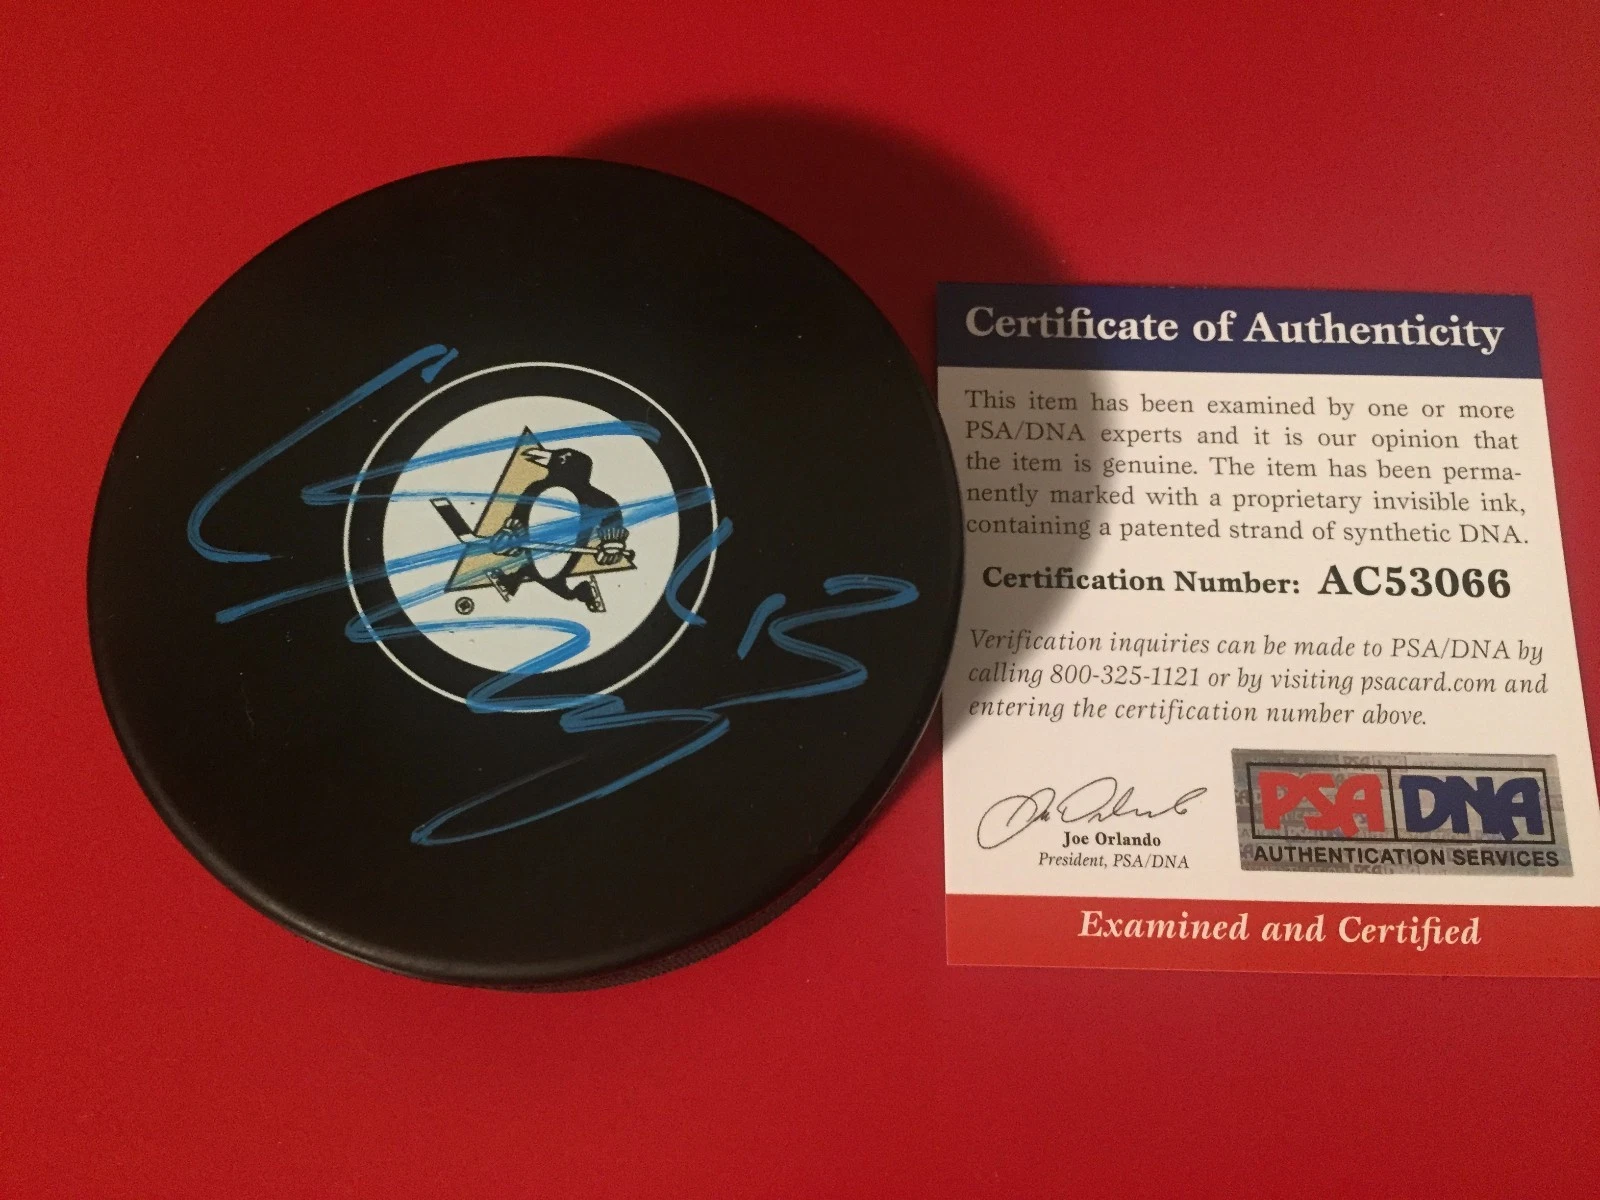 Certificate of Authenticity
This item has been examined by one or more
PSA/DNA experts and it is our opinion that
the item is genuine. The item has been perma-
nently marked with a proprietary invisible ink,
containing a patented strand of synthetic DNA.
Certification Number: AC53066
Verification inquiries can be made to PSA/DNA by
calling 800-325-1121 or by visiting psacard.com and
entering the certification number above.
Joe Orlando
President, PSA/DNA
PSA DNA
AUTHENTICATION SERVICES
Examined and Certified